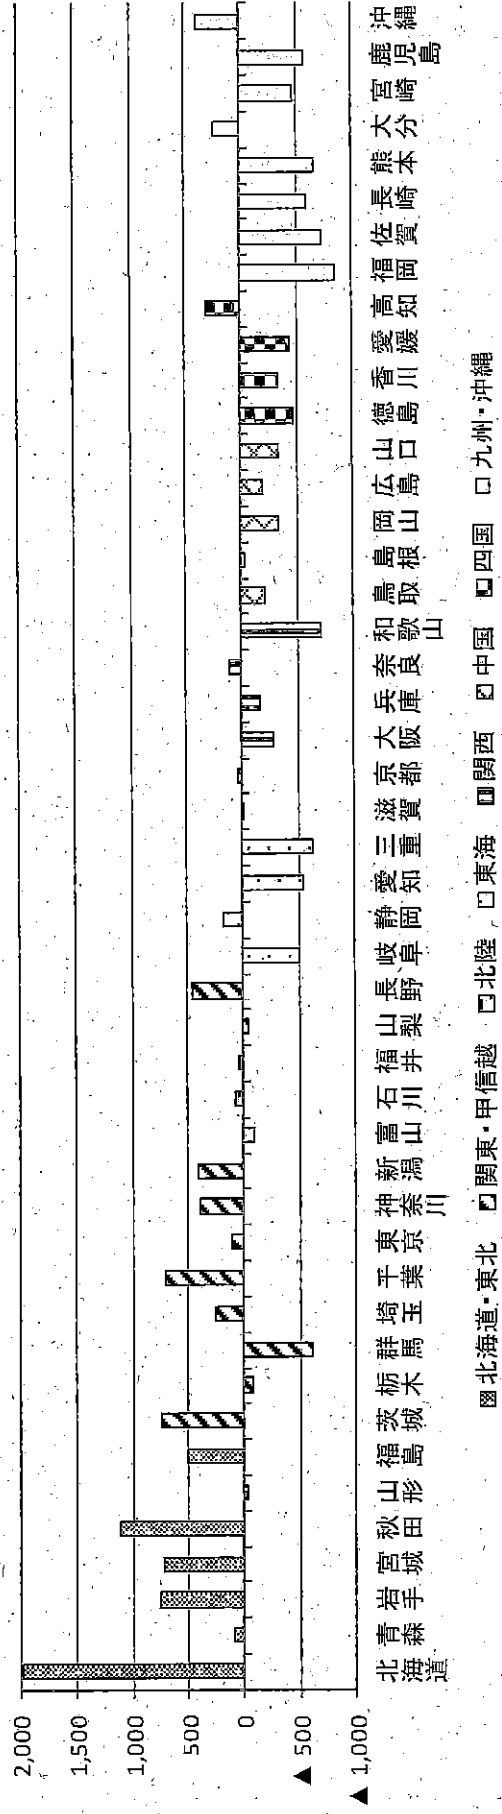 2,000
1,500
1,000
500
0
▲ 500
▲ 1,000
北海道
青森
岩手
宮城
秋田
山形
福島
茨城
栃木
群馬
埼玉
千葉
東京
神奈川
新潟
富山
石川
福井
山梨
長野
岐阜
静岡
愛知
三重
滋賀
京都
大阪
兵庫
奈良
和歌山
鳥取
島根
岡山
広島
山口
徳島
香川
愛媛
高知
福岡
佐賀
長崎
熊本
大分
宮崎
鹿児島
沖縄
北海道・東北 関東・甲信越 北陸 東海 関西 中国 四国 九州・沖縄